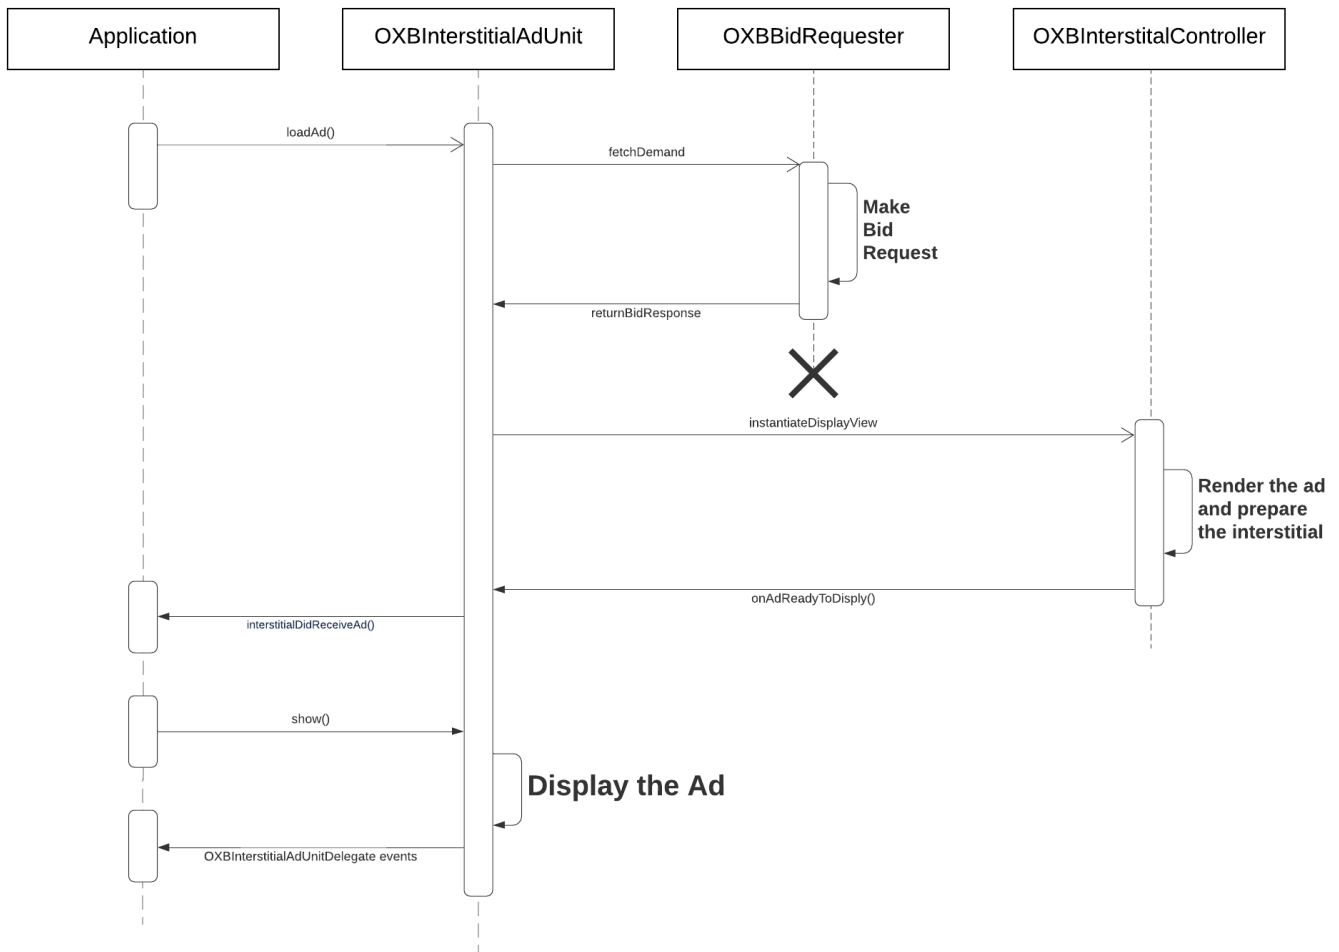 Application
OXBInterstitialAdUnit
OXBBidRequester
OXBInterstitalController
loadAd()
fetchDemand
Make
Bid
Request
returnBidResponse
instantiateDisplayView
Render the ad
and prepare
the interstitial
onAdReadyToDisply()
interstitialDidReceiveAd()
show()
Display the Ad
OXBInterstitialAdUnitDelegate events